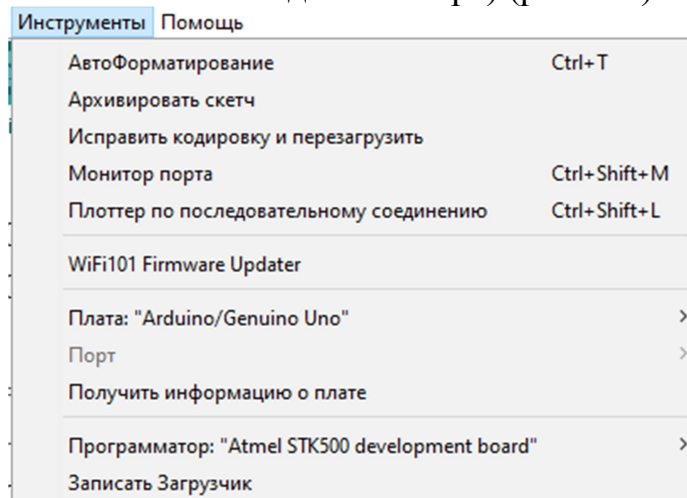 Инструменты Помощь
АвтоФорматирование Ctrl+T
Архивировать скетч
Исправить кодировку и перезагрузить
Монитор порта Ctrl+Shift+M
Плоттер по последовательному соединению Ctrl+Shift+L
WiFi101 Firmware Updater
Плата: "Arduino/Genuino Uno"
Порт
Получить информацию о плате
Программатор: "Atmel STK500 development board"
Записать Загрузчик